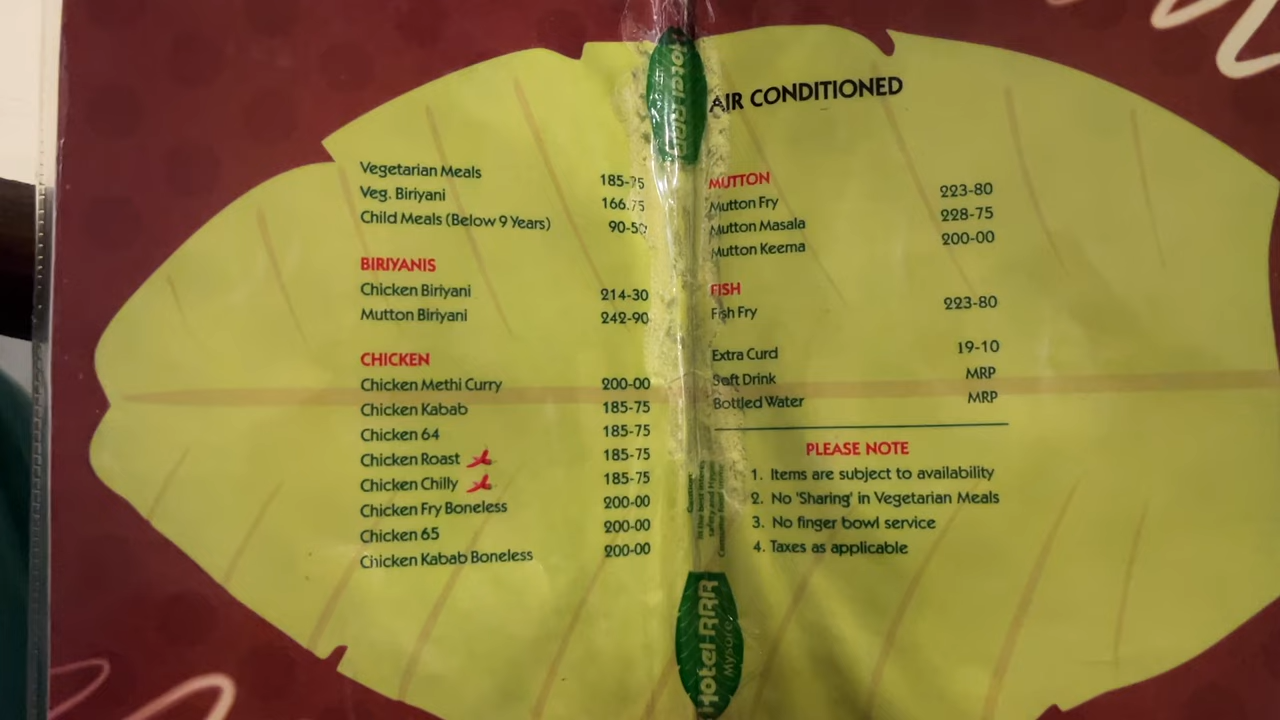 Hotel-RRR
AIR CONDITIONED
Vegetarian Meals 185-75
Veg. Biriyani 166.75
Child Meals (Below 9 Years) 90-50
BIRIYANIS
Chicken Biriyani 214-30
Mutton Biriyani 242-90
CHICKEN
Chicken Methi Curry 200-00
Chicken Kabab 185-75
Chicken 64 185-75
Chicken Roast 185-75
Chicken Chilly 185-75
Chicken Fry Boneless 200-00
Chicken 65 200-00
Chicken Kabab Boneless 200-00
MUTTON
Mutton Fry 223-80
Mutton Masala 228-75
Mutton Keema 200-00
FISH
Fish Fry 223-80
Extra Curd 19-10
Soft Drink MRP
Bottled Water MRP
PLEASE NOTE
1. Items are subject to availability
2. No 'Sharing' in Vegetarian Meals
3. No finger bowl service
4. Taxes as applicable
Hotel-RRR
Mysore